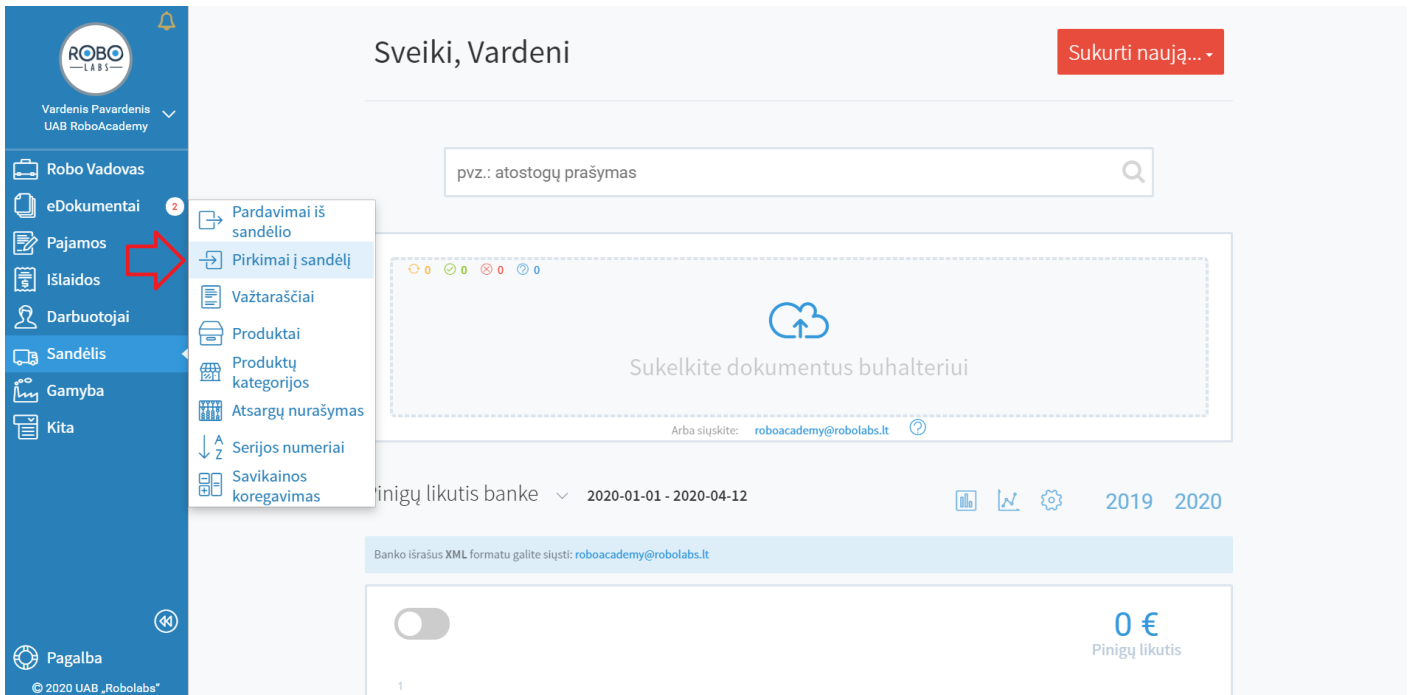 ROBO
LABS
Vardenis Pavardenis
UAB RoboAcademy
Robo Vadovas
eDokumentai 2
Pajamos
Išlaidos
Darbuotojai
Sandėlis
Gamyba
Kita
Pagalba
© 2020 UAB „Robolabs“
Pardavimai iš
sandėlio
Pirkimai į sandėlį
Važtaraščiai
Produktai
Produktų
kategorijos
Atsargų nurašymas
A
Z
Serijos numeriai
Savikainos
koregavimas
Sveiki, Vardeni
Sukurti naują...
pvz.: atostogų prašymas
0 0 0 0
Sukelkite dokumentus buhalteriui
Arba siųskite: roboacademy@robolabs.lt
inigų likutis banke 2020-01-01 - 2020-04-12 2019 2020
Banko išrašus XML formatu galite siųsti: roboacademy@robolabs.lt
0 €
Pinigų likutis
1